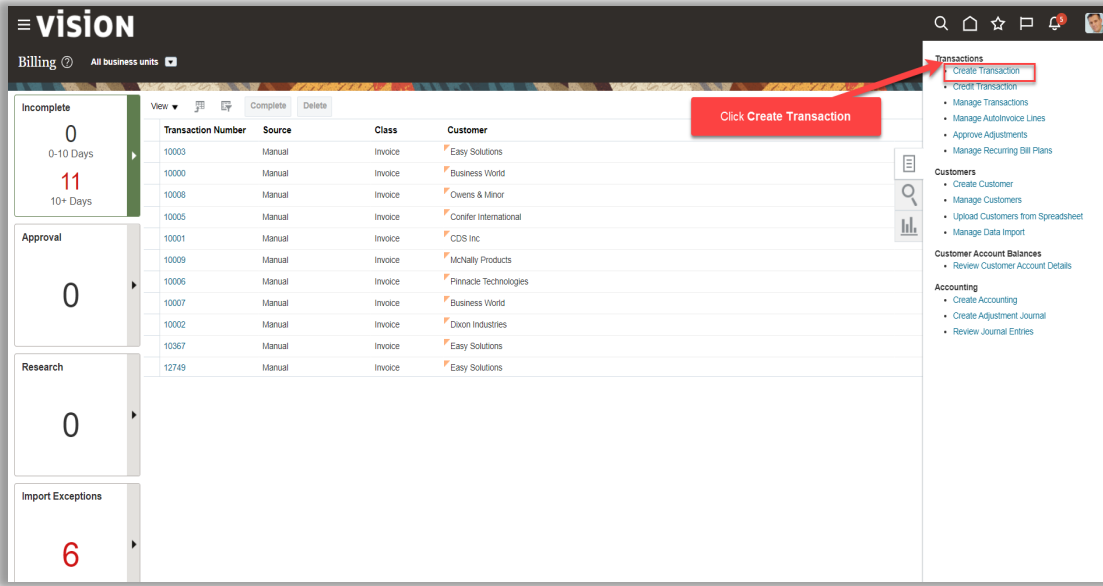 vision
5
Billing ? All business units
Incomplete
0
0-10 Days
11
10+ Days
Approval
0
Research
0
Import Exceptions
6
View Complete Delete
Transaction Number Source Class Customer
10003 Manual Invoice Easy Solutions
10000 Manual Invoice Business World
10008 Manual Invoice Owens & Minor
10005 Manual Invoice Conifer International
10001 Manual Invoice CDS Inc
10009 Manual Invoice McNally Products
10006 Manual Invoice Pinnacle Technologies
10007 Manual Invoice Business World
10002 Manual Invoice Dixon Industries
10367 Manual Invoice Easy Solutions
12749 Manual Invoice Easy Solutions
Click Create Transaction
Transactions
Create Transaction
Credit Transaction
Manage Transactions
Manage AutoInvoice Lines
Approve Adjustments
Manage Recurring Bill Plans
Customers
Create Customer
Manage Customers
Upload Customers from Spreadsheet
Manage Data Import
Customer Account Balances
Review Customer Account Details
Accounting
Create Accounting
Create Adjustment Journal
Review Journal Entries